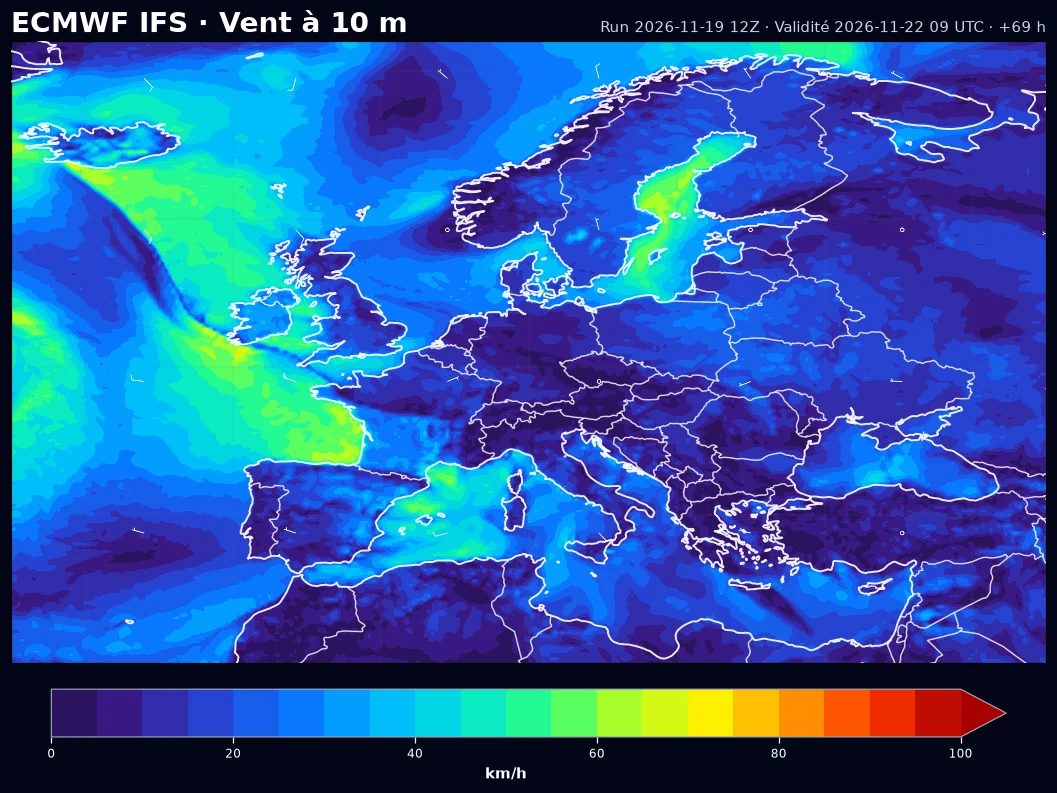 ECMWF IFS · Vent à 10 m
Run 2026-11-19 12Z · Validité 2026-11-22 09 UTC · +69 h
0 20 40 60 80 100
km/h